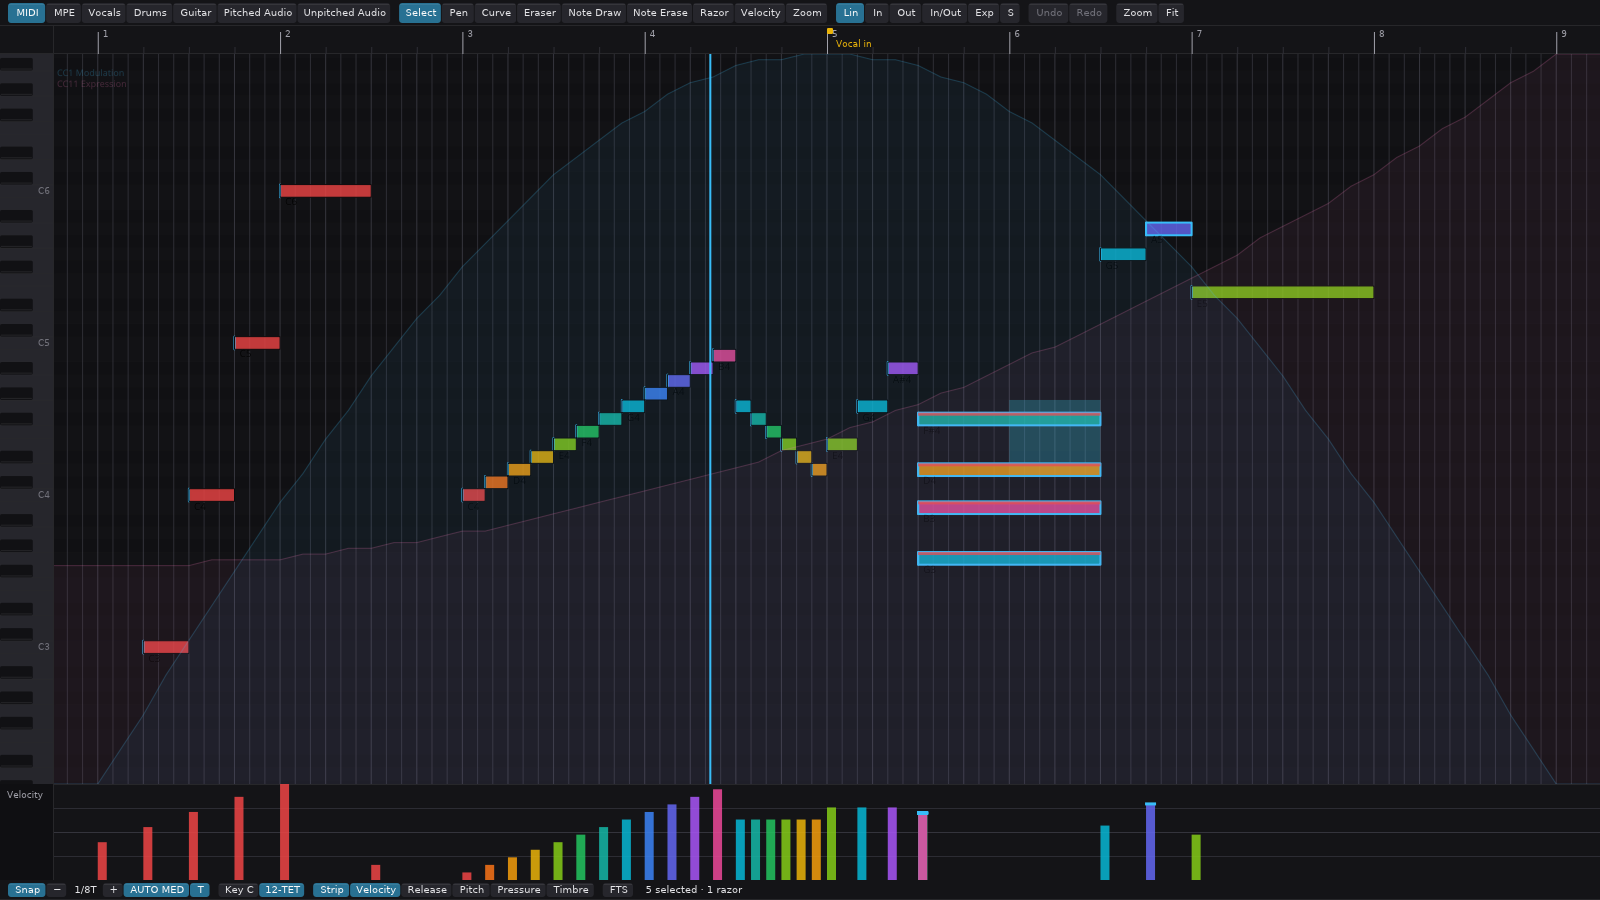 MIDI MPE Vocals Drums Guitar Pitched Audio Unpitched Audio Select Pen Curve Eraser Note Draw Note Erase Razor Velocity Zoom Lin In Out In/Out Exp S Undo Redo Zoom Fit
1 2 3 4 5 6 7 8 9
Vocal in
CC1 Modulation
CC11 Expression
C6
C5
C4
C3
Velocity
Snap − 1/8T + AUTO MED T Key C 12-TET Strip Velocity Release Pitch Pressure Timbre FTS 5 selected · 1 razor